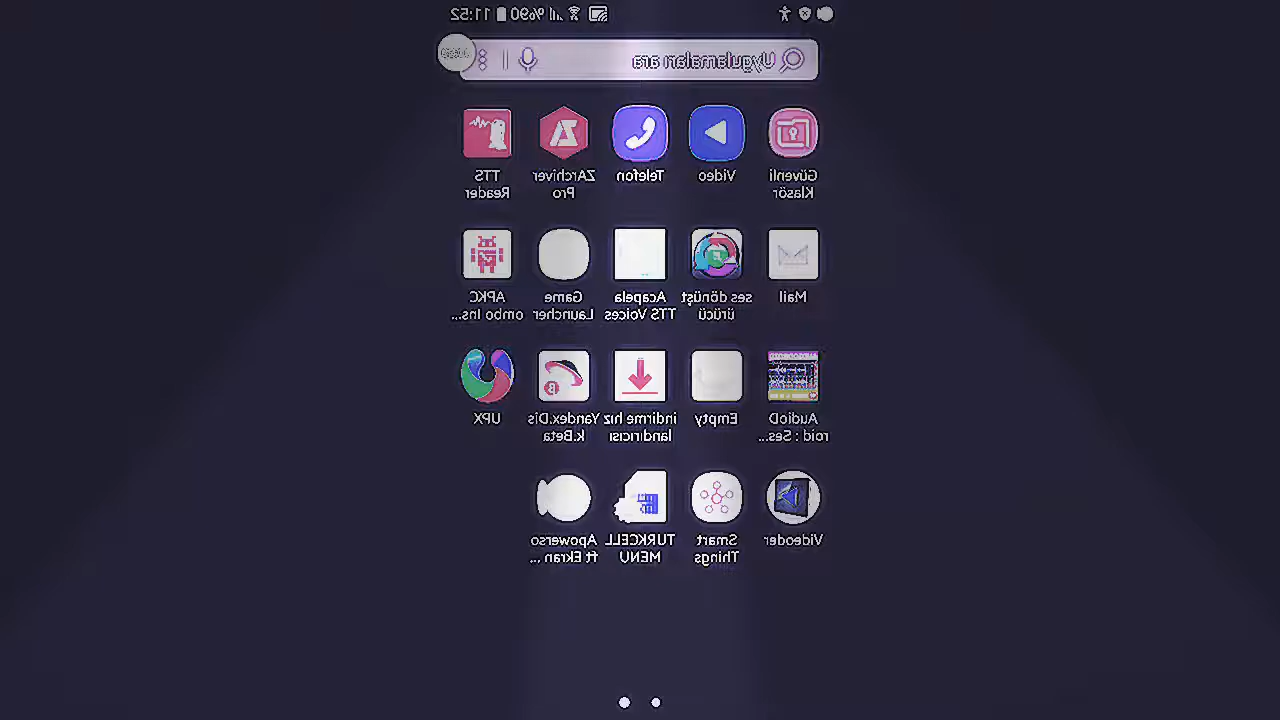 %90 11:52
Uygulamaları ara
Güvenli
Klasör
Video
Telefon
ZArchiver
Pro
TTS
Reader
Mail
ses dönüşt
ürücü
Acapela
TTS Voices
Game
Launcher
APKC
ombo Ins...
AudioD
roid : Ses...
Empty
indirme hız
landırıcısı
Yandex.Dis
k.Beta
UPX
Videoder
Smart
Things
TURKCELL
MENU
Apowerso
ft Ekran ...